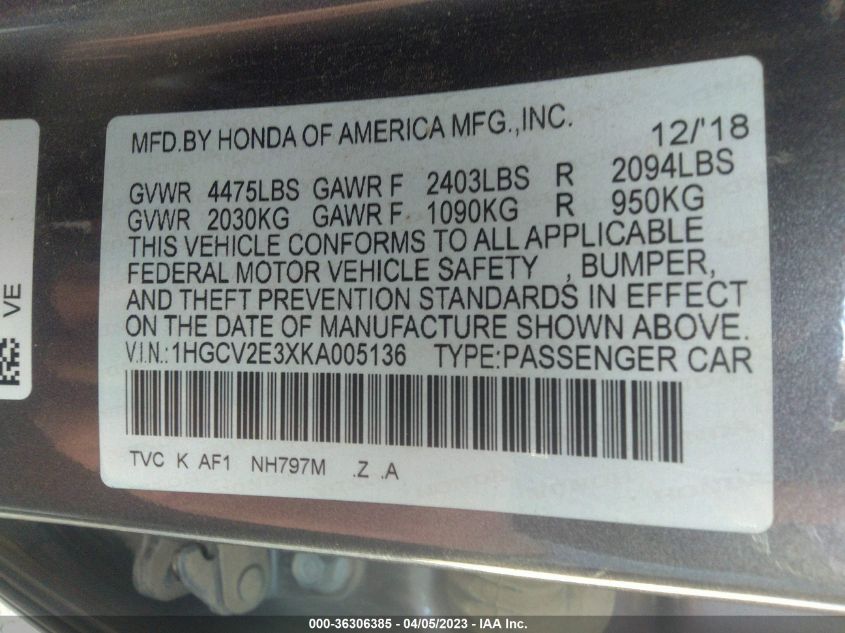 MFD.BY HONDA OF AMERICA MFG.,INC. 12/'18
GVWR 4475LBS GAWR F 2403LBS R 2094LBS
GVWR 2030KG GAWR F 1090KG R 950KG
THIS VEHICLE CONFORMS TO ALL APPLICABLE
FEDERAL MOTOR VEHICLE SAFETY , BUMPER,
AND THEFT PREVENTION STANDARDS IN EFFECT
ON THE DATE OF MANUFACTURE SHOWN ABOVE.
V.I.N.:1HGCV2E3XKA005136 TYPE:PASSENGER CAR
TVC K AF1 NH797M .Z .A
VE
000-36306385 - 04/05/2023 - IAA Inc.